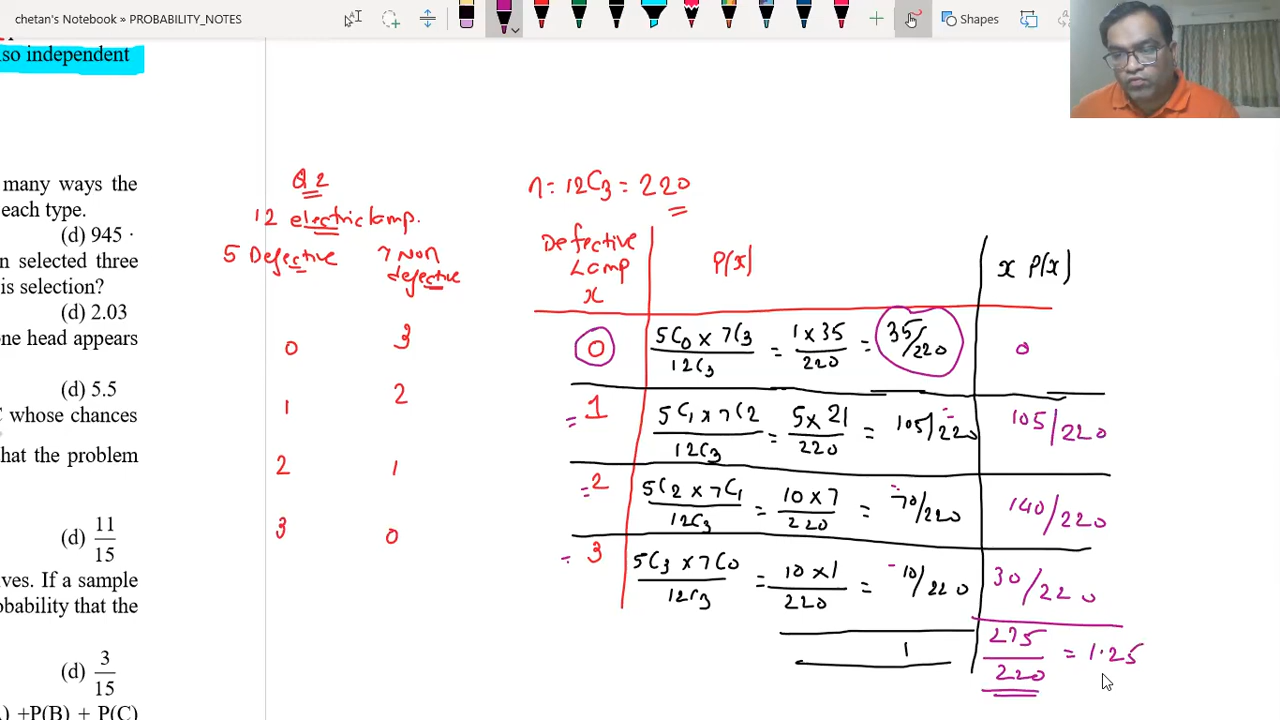 chetan's Notebook » PROBABILITY_NOTES
Shapes
so independent
many ways the
each type.
(d) 945 ·
n selected three
is selection?
(d) 2.03
one head appears
(d) 5.5
C whose chances
hat the problem
(d) 11/15
ves. If a sample
obability that the
(d) 3/15
) +P(B) + P(C)
Q2
12 electric lamp.
5 Defective 7 Non defective
0 3
1 2
2 1
3 0
n = 12C3 = 220
Defective Lamp x P(x) x P(x)
0 5C0 x 7C3 / 12C3 = 1 x 35 / 220 = 35/220 0
= 1 5C1 x 7C2 / 12C3 = 5 x 21 / 220 = 105/220 105/220
= 2 5C2 x 7C1 / 12C3 = 10 x 7 / 220 = 70/220 140/220
- 3 5C3 x 7C0 / 12C3 = 10 x 1 / 220 = 10/220 30/220
1 275/220 = 1.25